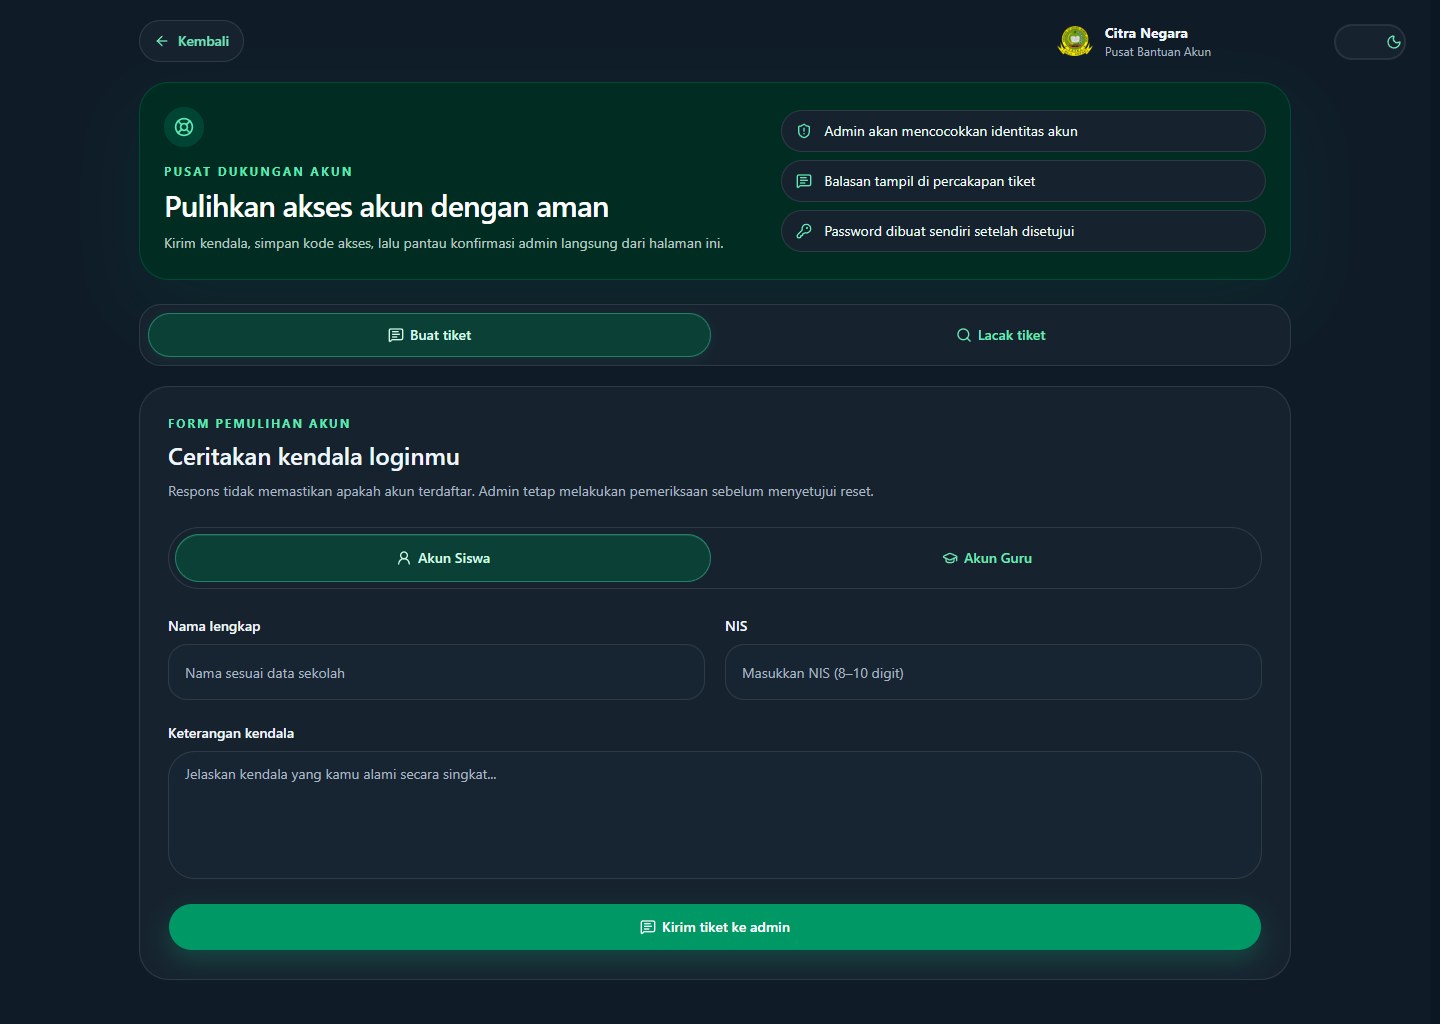 Kembali
Citra Negara
Pusat Bantuan Akun
PUSAT DUKUNGAN AKUN
Pulihkan akses akun dengan aman
Kirim kendala, simpan kode akses, lalu pantau konfirmasi admin langsung dari halaman ini.
Admin akan mencocokkan identitas akun
Balasan tampil di percakapan tiket
Password dibuat sendiri setelah disetujui
Buat tiket
Lacak tiket
FORM PEMULIHAN AKUN
Ceritakan kendala loginmu
Respons tidak memastikan apakah akun terdaftar. Admin tetap melakukan pemeriksaan sebelum menyetujui reset.
Akun Siswa
Akun Guru
Nama lengkap
NIS
Nama sesuai data sekolah
Masukkan NIS (8–10 digit)
Keterangan kendala
Jelaskan kendala yang kamu alami secara singkat...
Kirim tiket ke admin